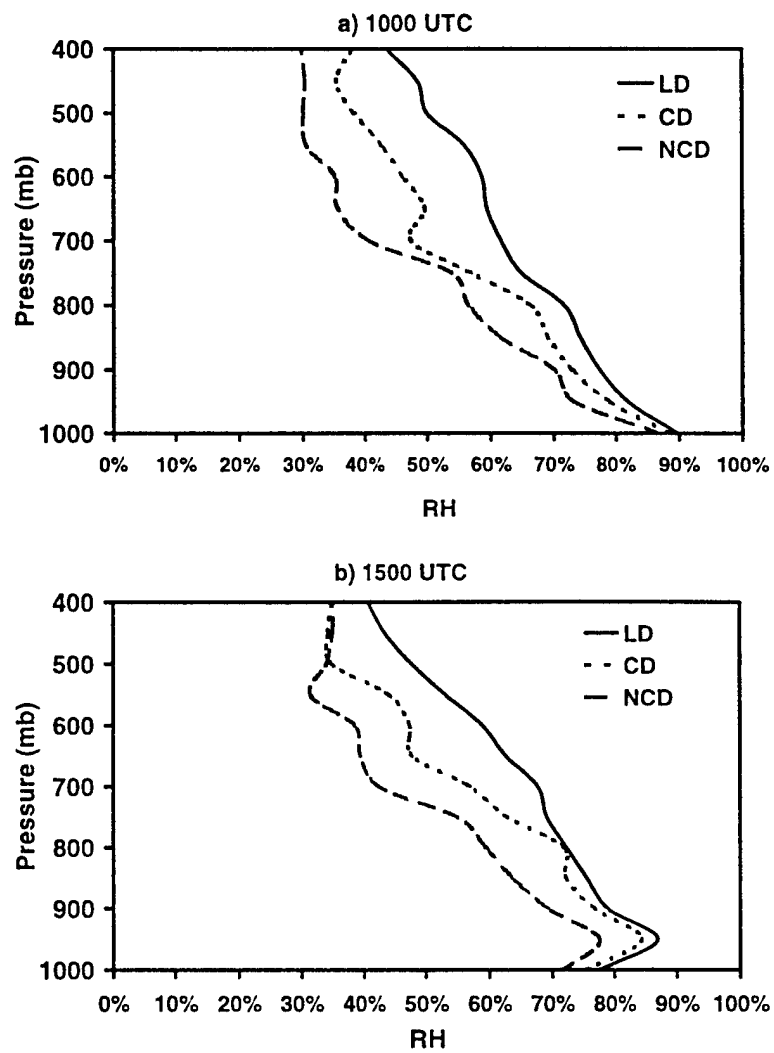 a) 1000 UTC
400
500
600
700
800
900
1000
Pressure (mb)
LD
CD
NCD
0% 10% 20% 30% 40% 50% 60% 70% 80% 90% 100%
RH
b) 1500 UTC
400
500
600
700
800
900
1000
Pressure (mb)
LD
CD
NCD
0% 10% 20% 30% 40% 50% 60% 70% 80% 90% 100%
RH